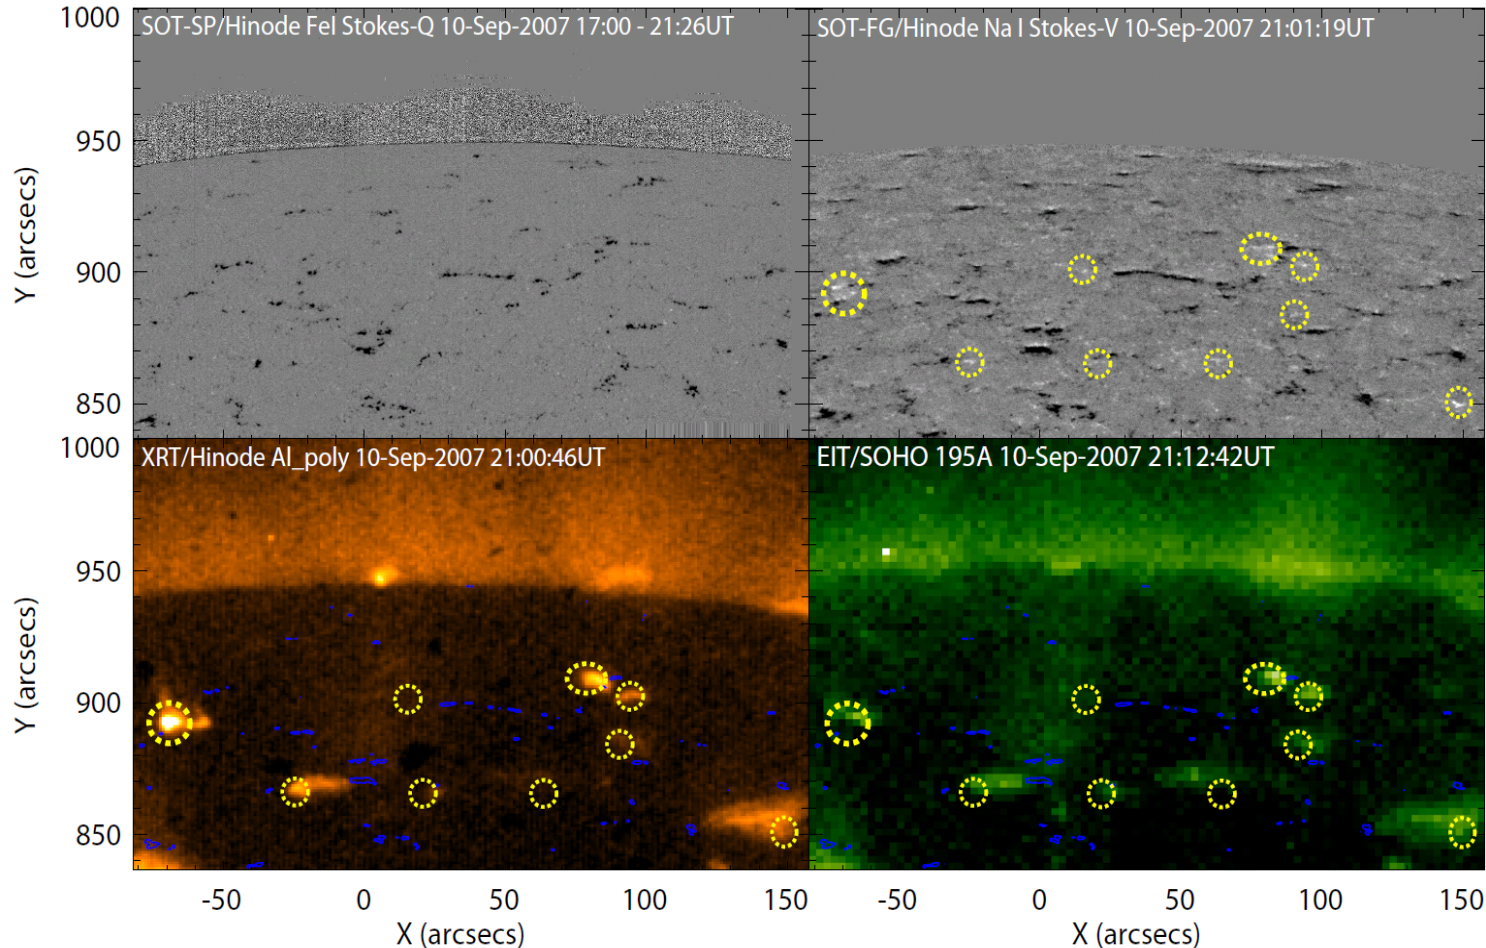 SOT-SP/Hinode FeI Stokes-Q 10-Sep-2007 17:00 - 21:26UT
SOT-FG/Hinode Na I Stokes-V 10-Sep-2007 21:01:19UT
1000
950
900
850
Y (arcsecs)
XRT/Hinode Al_poly 10-Sep-2007 21:00:46UT
EIT/SOHO 195A 10-Sep-2007 21:12:42UT
1000
950
900
850
Y (arcsecs)
-50 0 50 100 150
-50 0 50 100 150
X (arcsecs)
X (arcsecs)